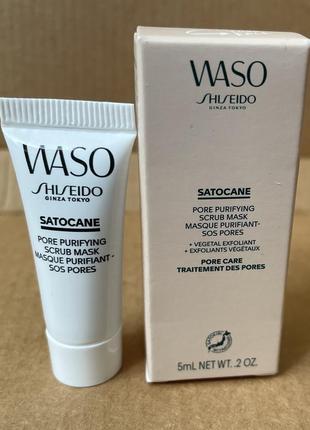 WASO
SHISEIDO
GINZA TOKYO
SATOCANE
PORE PURIFYING
SCRUB MASK
MASQUE PURIFIANT-
SOS PORES
WASO
SHISEIDO
GINZA TOKYO
SATOCANE
PORE PURIFYING
SCRUB MASK
MASQUE PURIFIANT-
SOS PORES
+ VEGETAL EXFOLIANT
+ EXFOLIANTS VÉGÉTAUX
PORE CARE
TRAITEMENT DES PORES
5mL NET WT. .2 OZ.